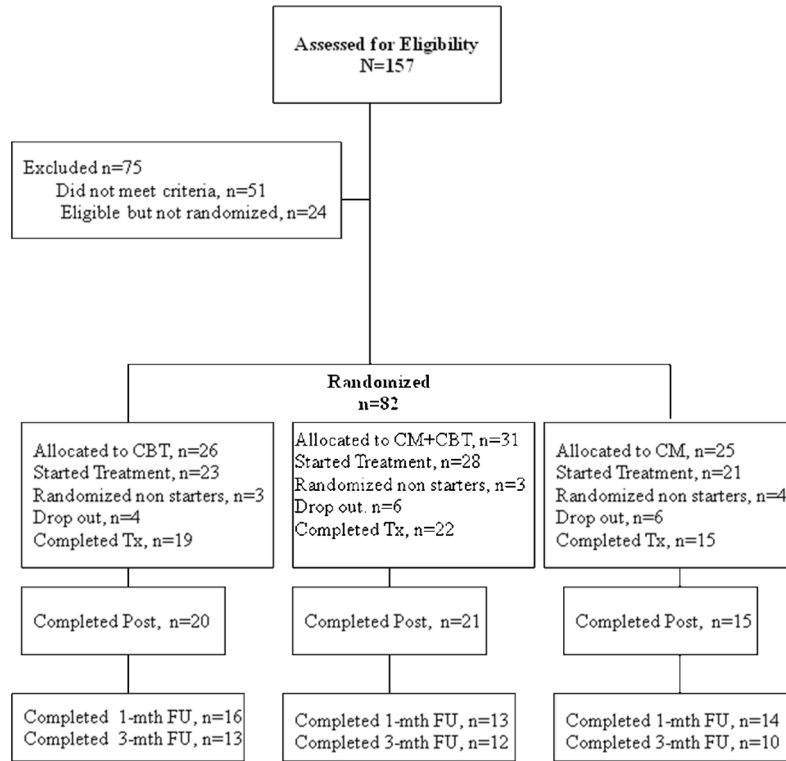 Assessed for Eligibility
N=157
Excluded n=75
Did not meet criteria, n=51
Eligible but not randomized, n=24
Randomized
n=82
Allocated to CBT, n=26
Started Treatment, n=23
Randomized non starters, n=3
Drop out, n=4
Completed Tx, n=19
Allocated to CM+CBT, n=31
Started Treatment, n=28
Randomized non starters, n=3
Drop out. n=6
Completed Tx, n=22
Allocated to CM, n=25
Started Treatment, n=21
Randomized non starters, n=4
Drop out, n=6
Completed Tx, n=15
Completed Post, n=20
Completed Post, n=21
Completed Post, n=15
Completed 1-mth FU, n=16
Completed 3-mth FU, n=13
Completed 1-mth FU, n=13
Completed 3-mth FU, n=12
Completed 1-mth FU, n=14
Completed 3-mth FU, n=10